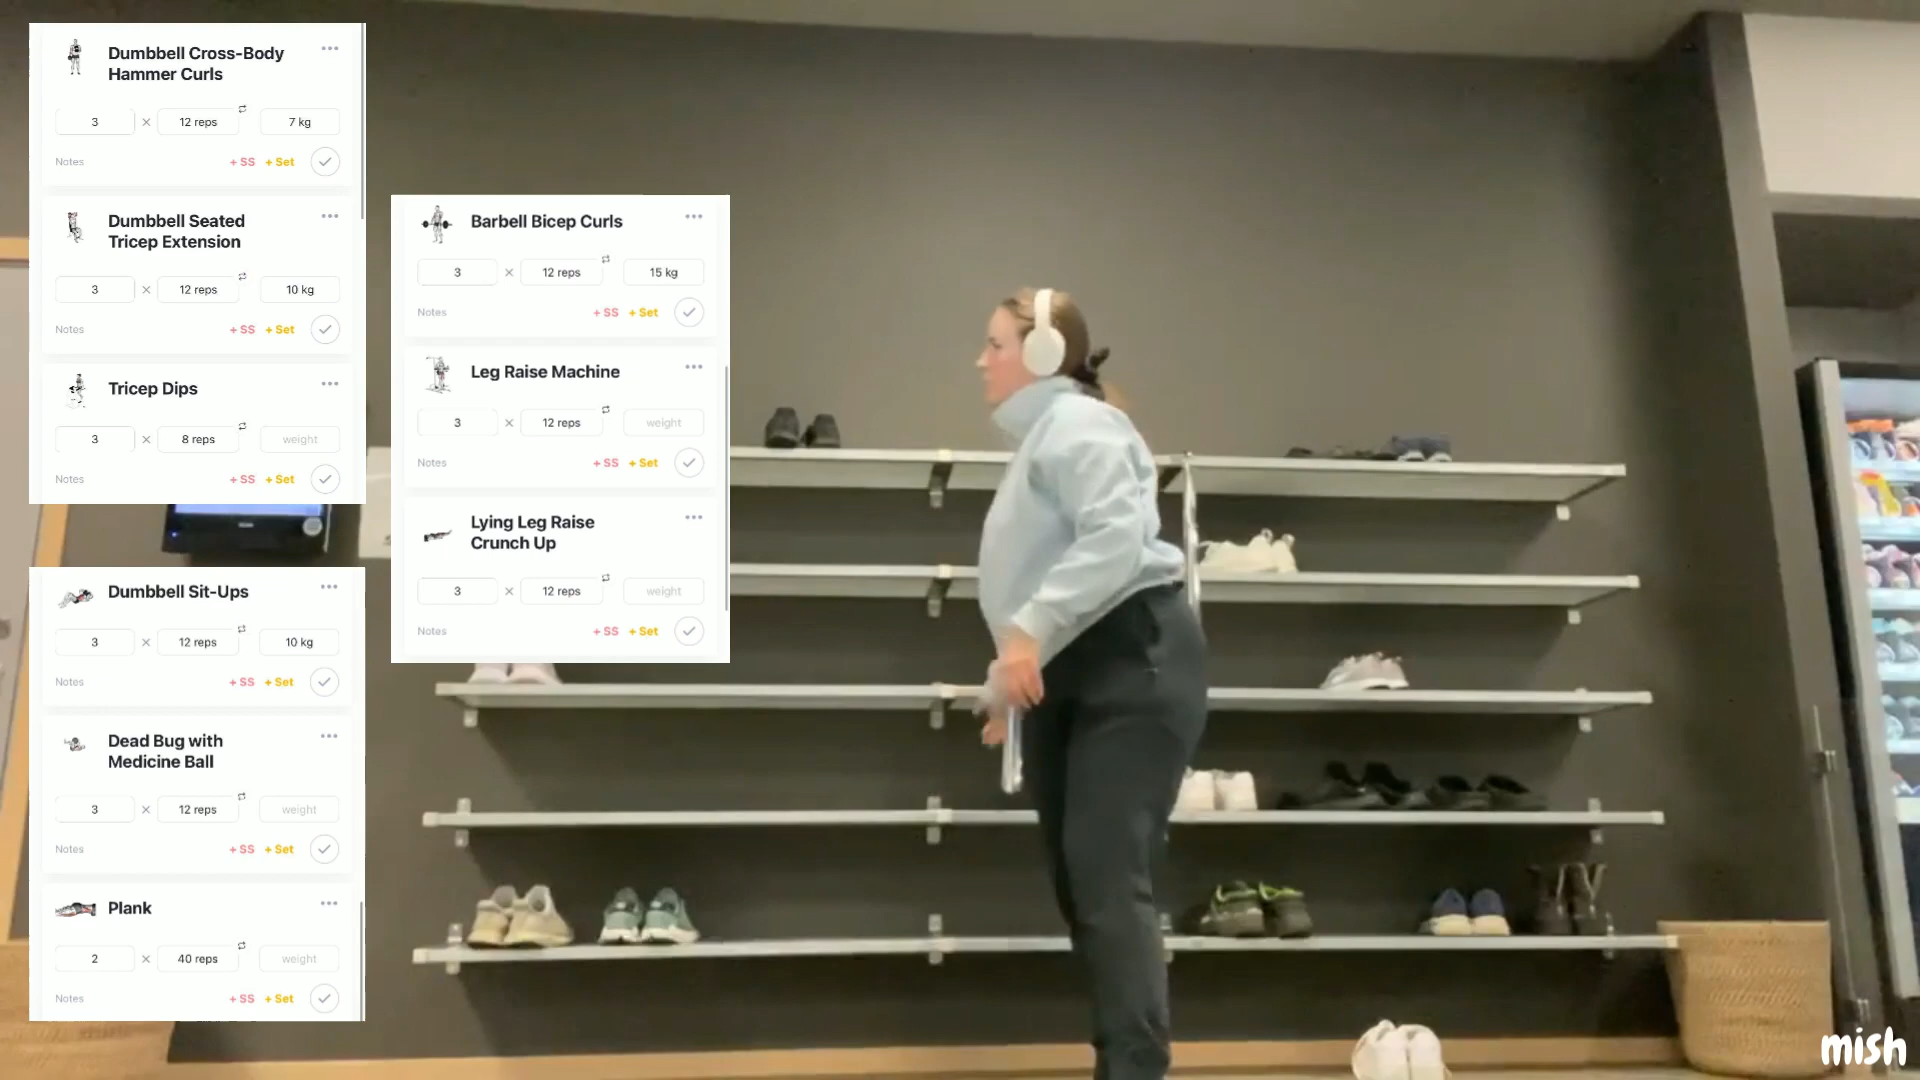 Dumbbell Cross-Body
Hammer Curls
3 × 12 reps 7 kg
Notes + SS + Set
Dumbbell Seated
Tricep Extension
3 × 12 reps 10 kg
Notes + SS + Set
Tricep Dips
3 × 8 reps weight
Notes + SS + Set
Barbell Bicep Curls
3 × 12 reps 15 kg
Notes + SS + Set
Leg Raise Machine
3 × 12 reps weight
Notes + SS + Set
Lying Leg Raise
Crunch Up
3 × 12 reps weight
Notes + SS + Set
Dumbbell Sit-Ups
3 × 12 reps 10 kg
Notes + SS + Set
Dead Bug with
Medicine Ball
3 × 12 reps weight
Notes + SS + Set
Plank
2 × 40 reps weight
Notes + SS + Set
mish